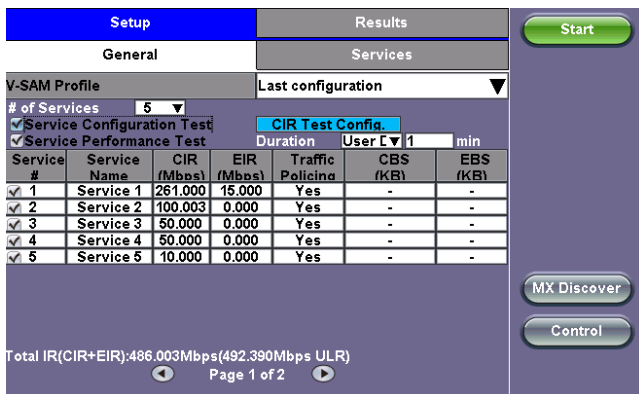 Setup Results Start
General Services
V-SAM Profile Last configuration
# of Services 5
Service Configuration Test CIR Test Config.
Service Performance Test Duration User D 1 min
Service # Service Name CIR (Mbps) EIR (Mbps) Traffic Policing CBS (KB) EBS (KB)
1 Service 1 261.000 15.000 Yes - -
2 Service 2 100.003 0.000 Yes - -
3 Service 3 50.000 0.000 Yes - -
4 Service 4 50.000 0.000 Yes - -
5 Service 5 10.000 0.000 Yes - -
MX Discover
Control
Total IR(CIR+EIR):486.003Mbps(492.390Mbps ULR)
Page 1 of 2